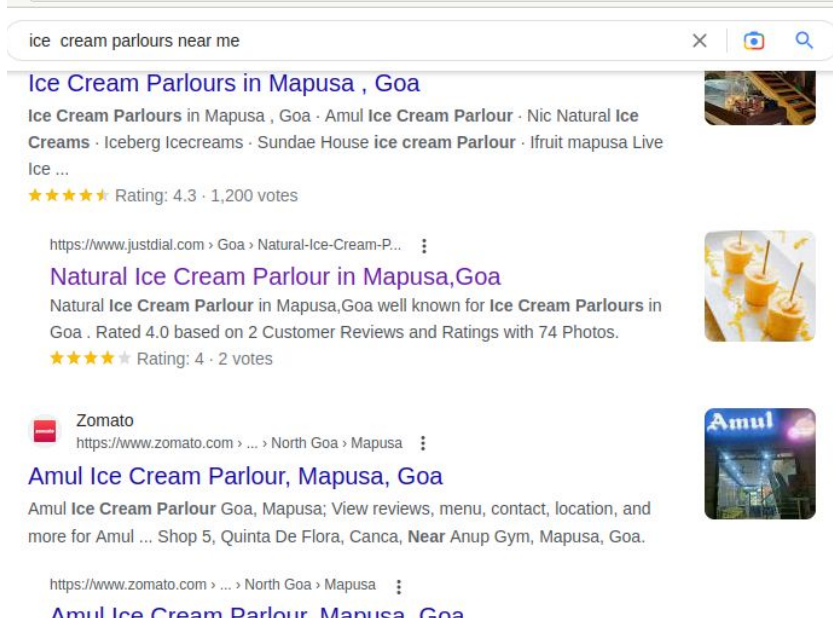 ice cream parlours near me
Ice Cream Parlours in Mapusa , Goa
Ice Cream Parlours in Mapusa , Goa · Amul Ice Cream Parlour · Nic Natural Ice
Creams · Iceberg Icecreams · Sundae House ice cream Parlour · Ifruit mapusa Live
Ice ...
Rating: 4.3 · 1,200 votes
https://www.justdial.com › Goa › Natural-Ice-Cream-P...
Natural Ice Cream Parlour in Mapusa,Goa
Natural Ice Cream Parlour in Mapusa,Goa well known for Ice Cream Parlours in
Goa . Rated 4.0 based on 2 Customer Reviews and Ratings with 74 Photos.
Rating: 4 · 2 votes
Zomato
zomato
https://www.zomato.com › ... › North Goa › Mapusa
Amul
Amul Ice Cream Parlour, Mapusa, Goa
Amul Ice Cream Parlour Goa, Mapusa; View reviews, menu, contact, location, and
more for Amul ... Shop 5, Quinta De Flora, Canca, Near Anup Gym, Mapusa, Goa.
https://www.zomato.com › ... › North Goa › Mapusa
Amul Ice Cream Parlour, Mapusa, Goa